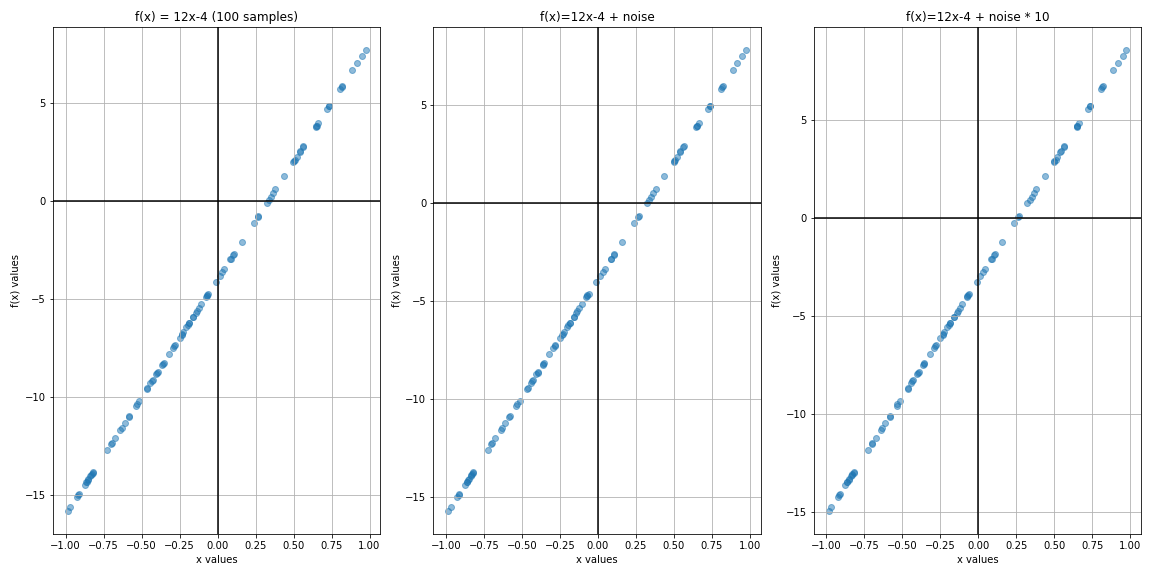 f(x) = 12x-4 (100 samples)
f(x) values
5
0
−5
−10
−15
−1.00 −0.75 −0.50 −0.25 0.00 0.25 0.50 0.75 1.00
x values
f(x)=12x-4 + noise
f(x) values
5
0
−5
−10
−15
−1.00 −0.75 −0.50 −0.25 0.00 0.25 0.50 0.75 1.00
x values
f(x)=12x-4 + noise * 10
f(x) values
5
0
−5
−10
−15
−1.00 −0.75 −0.50 −0.25 0.00 0.25 0.50 0.75 1.00
x values